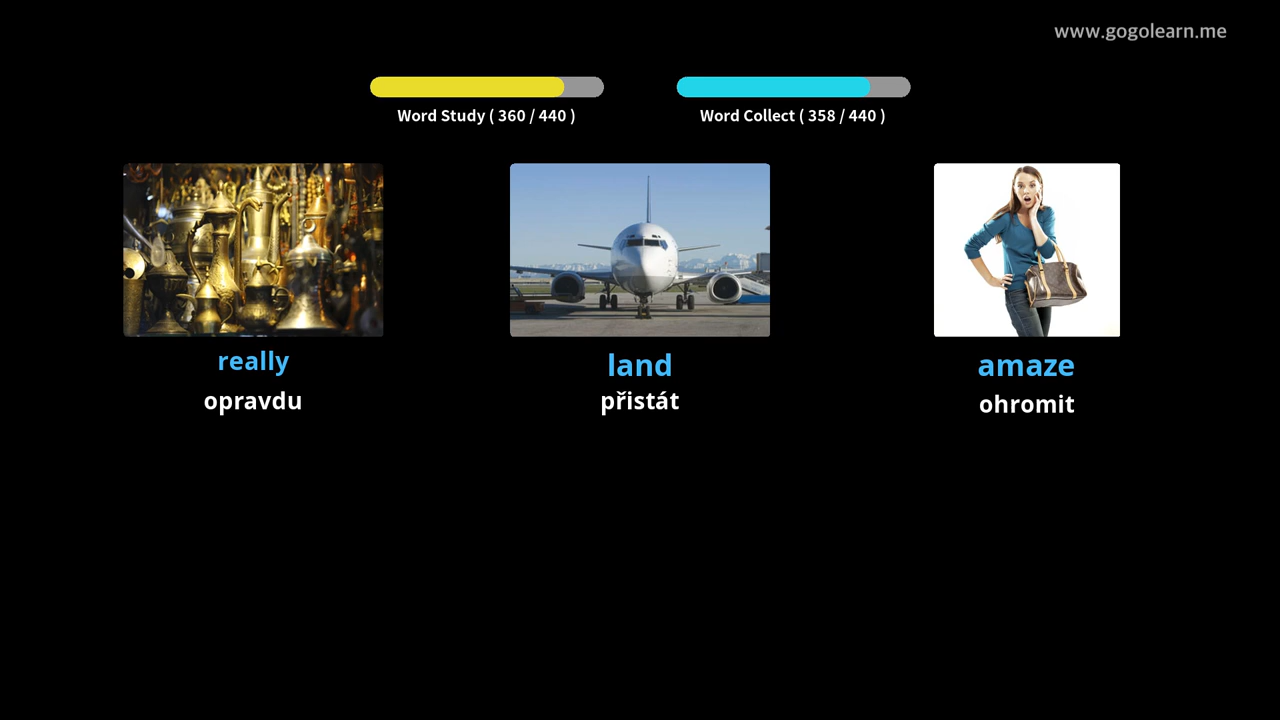 www.gogolearn.me
Word Study ( 360 / 440 )
Word Collect ( 358 / 440 )
really
land
amaze
opravdu
přistát
ohromit